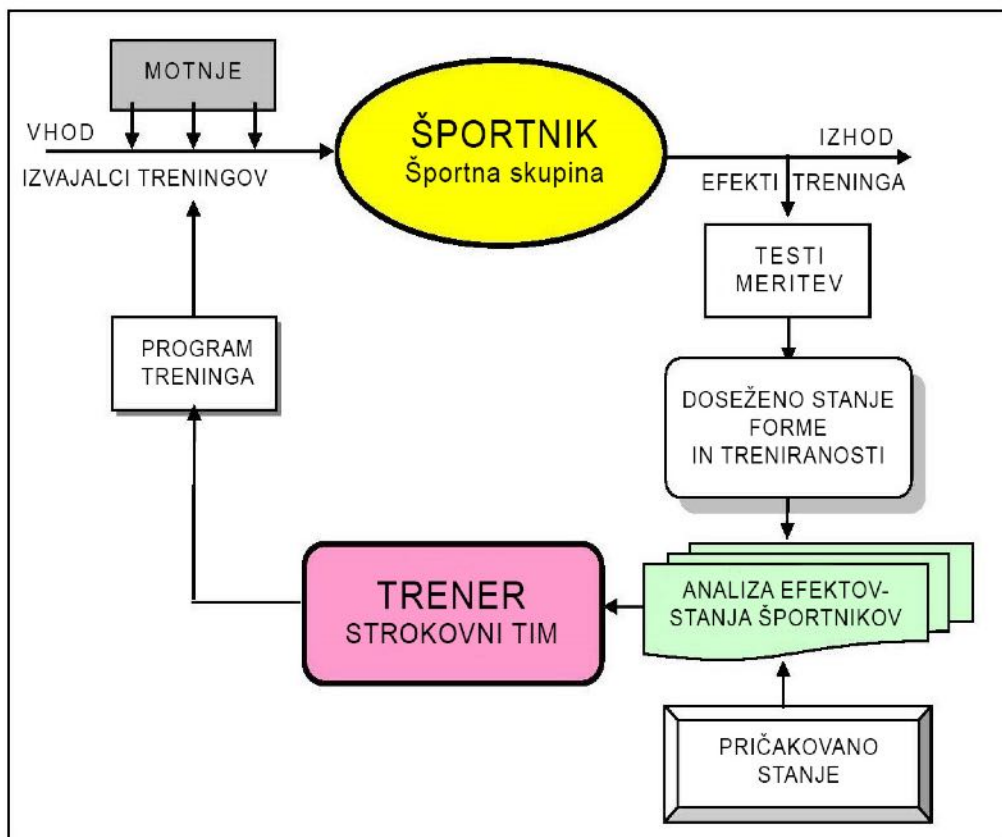 MOTNJE
VHOD
IZVAJALCI TRENINGOV
ŠPORTNIK
Športna skupina
IZHOD
EFEKTI TRENINGA
TESTI
MERITEV
DOSEŽENO STANJE
FORME
IN TRENIRANOSTI
ANALIZA EFEKTOV-
STANJA ŠPORTNIKOV
PRIČAKOVANO
STANJE
TRENER
STROKOVNI TIM
PROGRAM
TRENINGA